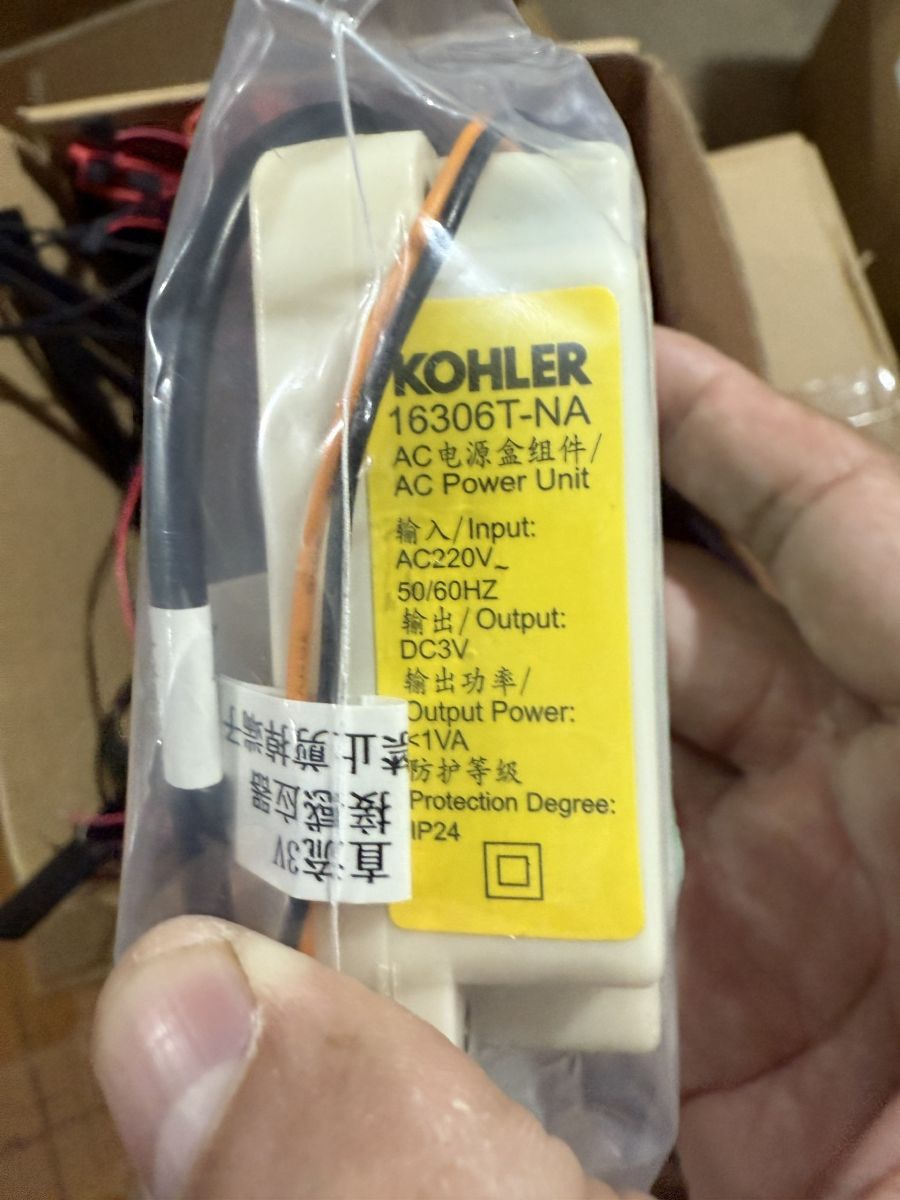 KOHLER
16306T-NA
AC电源盒组件/
AC Power Unit
输入/Input:
AC220V~
50/60HZ
输出/Output:
DC3V
输出功率/
Output Power:
<1VA
防护等级
Protection Degree:
IP24
直流3V
接感应器
禁止剪掉端子